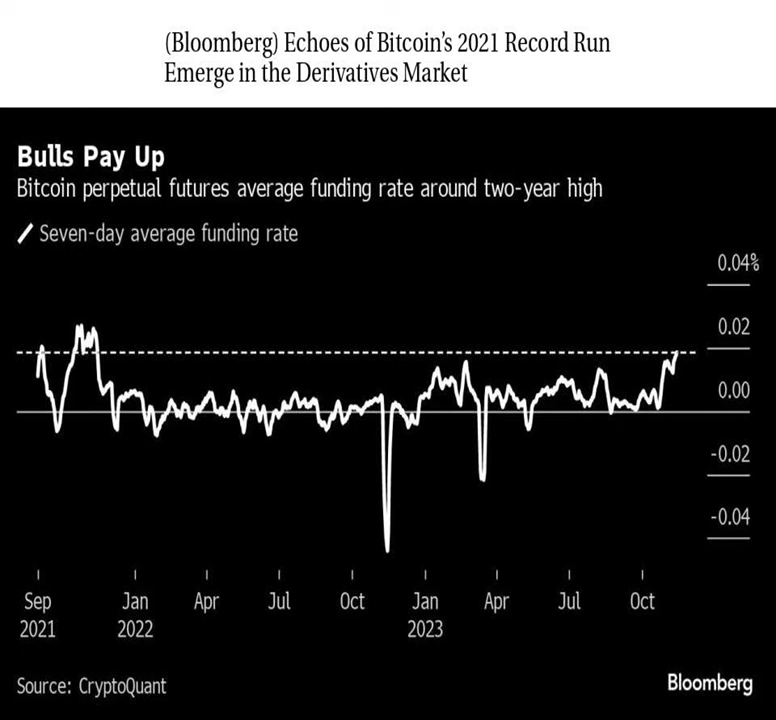 (Bloomberg) Echoes of Bitcoin's 2021 Record Run
Emerge in the Derivatives Market
Bulls Pay Up
Bitcoin perpetual futures average funding rate around two-year high
Seven-day average funding rate
0.04%
0.02
0.00
-0.02
-0.04
Sep Jan Apr Jul Oct Jan Apr Jul Oct
2021 2022 2023
Source: CryptoQuant
Bloomberg